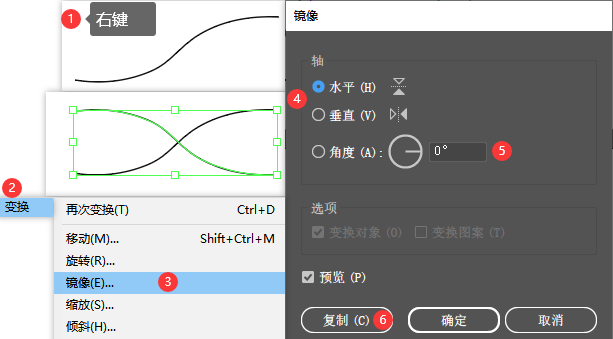 1 右键
2
变换
再次变换(T) Ctrl+D
移动(M)... Shift+Ctrl+M
旋转(R)...
镜像(E)... 3
缩放(S)...
倾斜(H)...
镜像
轴
4 水平 (H)
垂直 (V)
角度 (A): 0° 5
选项
变换对象 (O) 变换图案 (T)
预览 (P)
复制 (C) 6 确定 取消